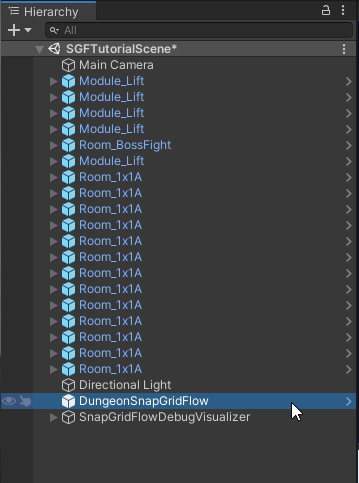 Hierarchy
All
SGFTutorialScene*
Main Camera
Module_Lift
Module_Lift
Module_Lift
Module_Lift
Room_BossFight
Module_Lift
Room_1x1A
Room_1x1A
Room_1x1A
Room_1x1A
Room_1x1A
Room_1x1A
Room_1x1A
Room_1x1A
Room_1x1A
Room_1x1A
Room_1x1A
Room_1x1A
Room_1x1A
Directional Light
DungeonSnapGridFlow
SnapGridFlowDebugVisualizer